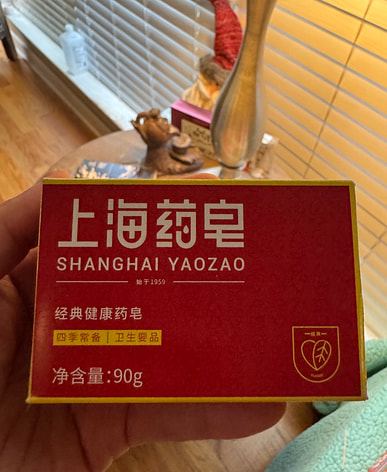 上海药皂
SHANGHAI YAOZAO
始于1959
经典健康药皂
四季常备 | 卫生要品
净含量:90g